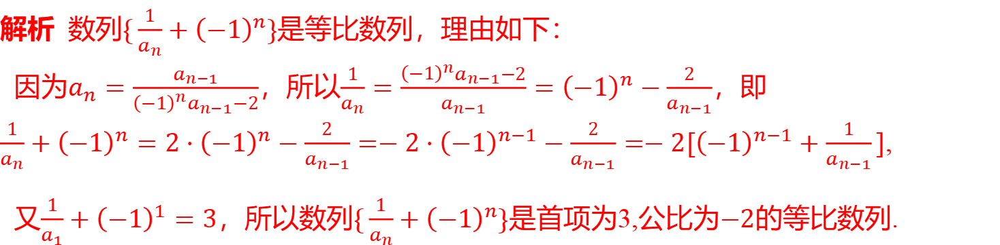 解析 数列{$\frac{1}{a_n}+(-1)^n$}是等比数列，理由如下：
因为$a_n=\frac{a_{n-1}}{(-1)^n a_{n-1}-2}$，所以$\frac{1}{a_n}=\frac{(-1)^n a_{n-1}-2}{a_{n-1}}=(-1)^n-\frac{2}{a_{n-1}}$，即
$\frac{1}{a_n}+(-1)^n=2\cdot(-1)^n-\frac{2}{a_{n-1}}=-2\cdot(-1)^{n-1}-\frac{2}{a_{n-1}}=-2[(-1)^{n-1}+\frac{1}{a_{n-1}}]$,
又$\frac{1}{a_1}+(-1)^1=3$，所以数列{$\frac{1}{a_n}+(-1)^n$}是首项为3,公比为$-2$的等比数列.